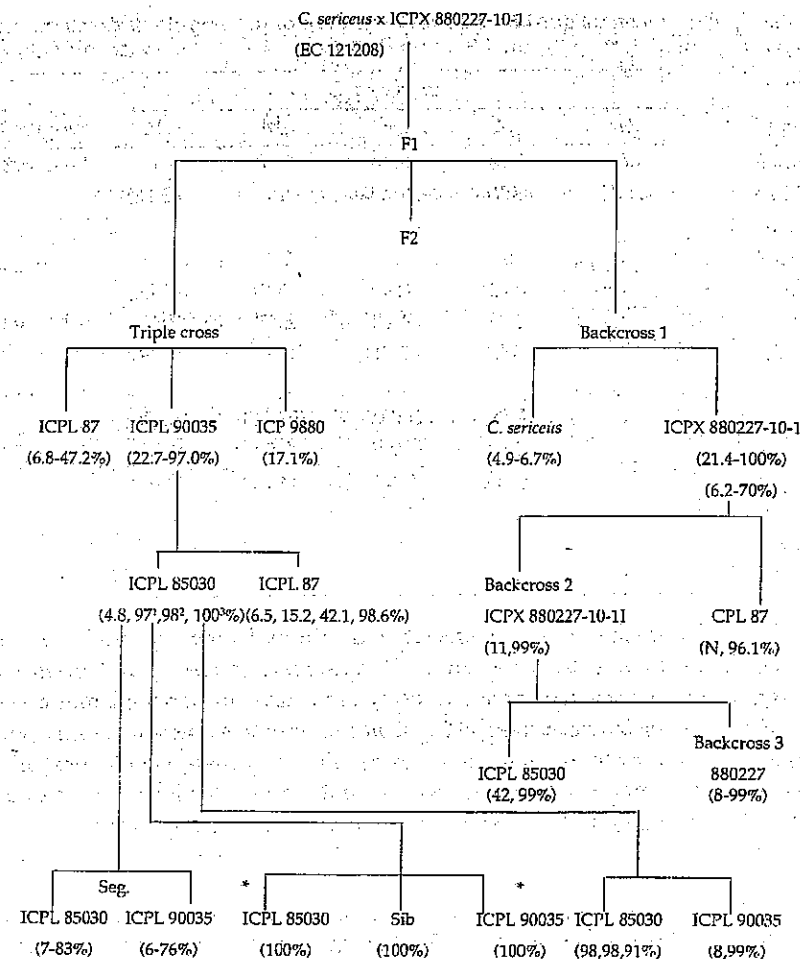 C. sericeus x ICPX 880227-10-1
(EC 121208)
F1
F2
Triple cross
Backcross 1
ICPL 87 ICPL 90035 ICP 9880
C. sericeus ICPX 880227-10-1
(6.8-47.2%) (22.7-97.0%) (17.1%)
(4.9-6.7%) (21.4-100%)
(6.2-70%)
ICPL 85030 ICPL 87
(4.8, 97¹,98², 100³%)(6.5, 15.2, 42.1, 98.6%)
Backcross 2
ICPX 880227-10-1I CPL 87
(11,99%) (N, 96.1%)
Backcross 3
ICPL 85030 880227
(42, 99%) (8-99%)
Seg. * *
ICPL 85030 ICPL 90035 ICPL 85030 Sib ICPL 90035 ICPL 85030 ICPL 90035
(7-83%) (6-76%) (100%) (100%) (100%) (98,98,91%) (8,99%)